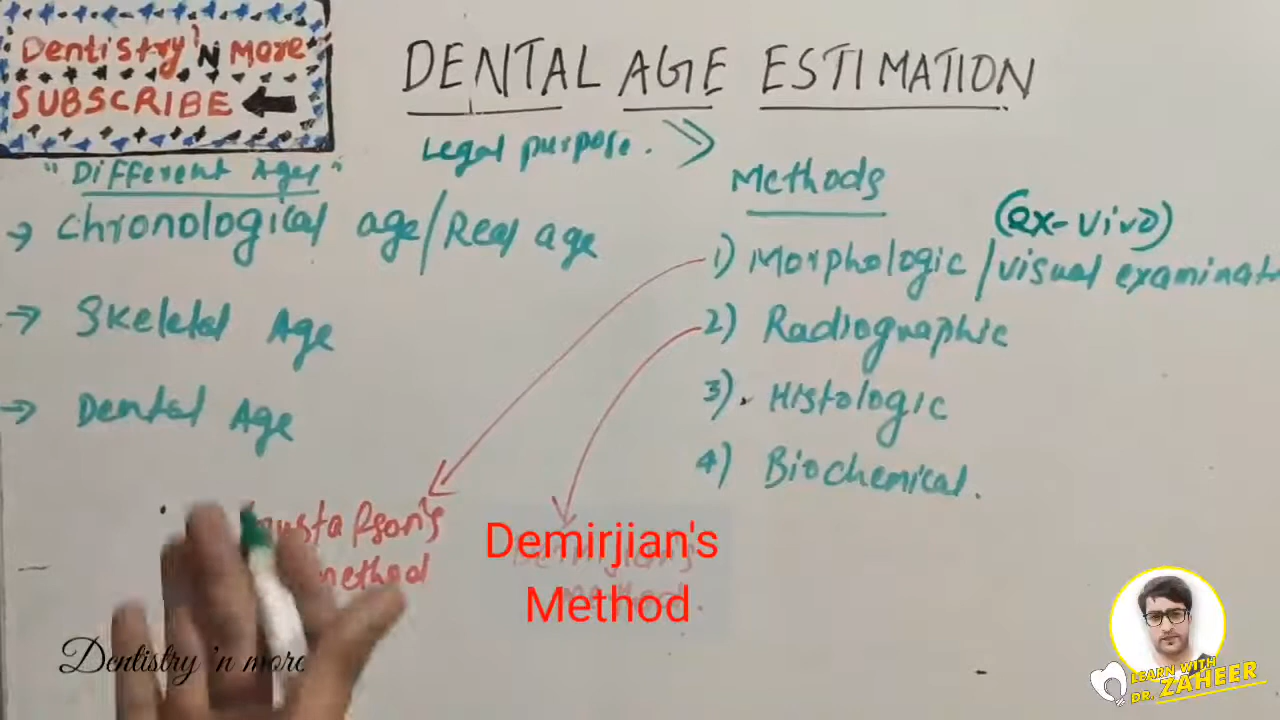 Dentistry'N More
SUBSCRIBE
DENTAL AGE ESTIMATION
Legal purpose.
"Different Ages"
→ Chronological age/Real age
→ Skeletal Age
→ Dental Age
Methods
(ex-vivo)
1) Morphologic/visual examinat
2) Radiographic
3) Histologic
4) Biochemical.
ustafson's
method
Demirjian's
Method
Dentistry 'n more
LEARN WITH
DR. ZAHEER